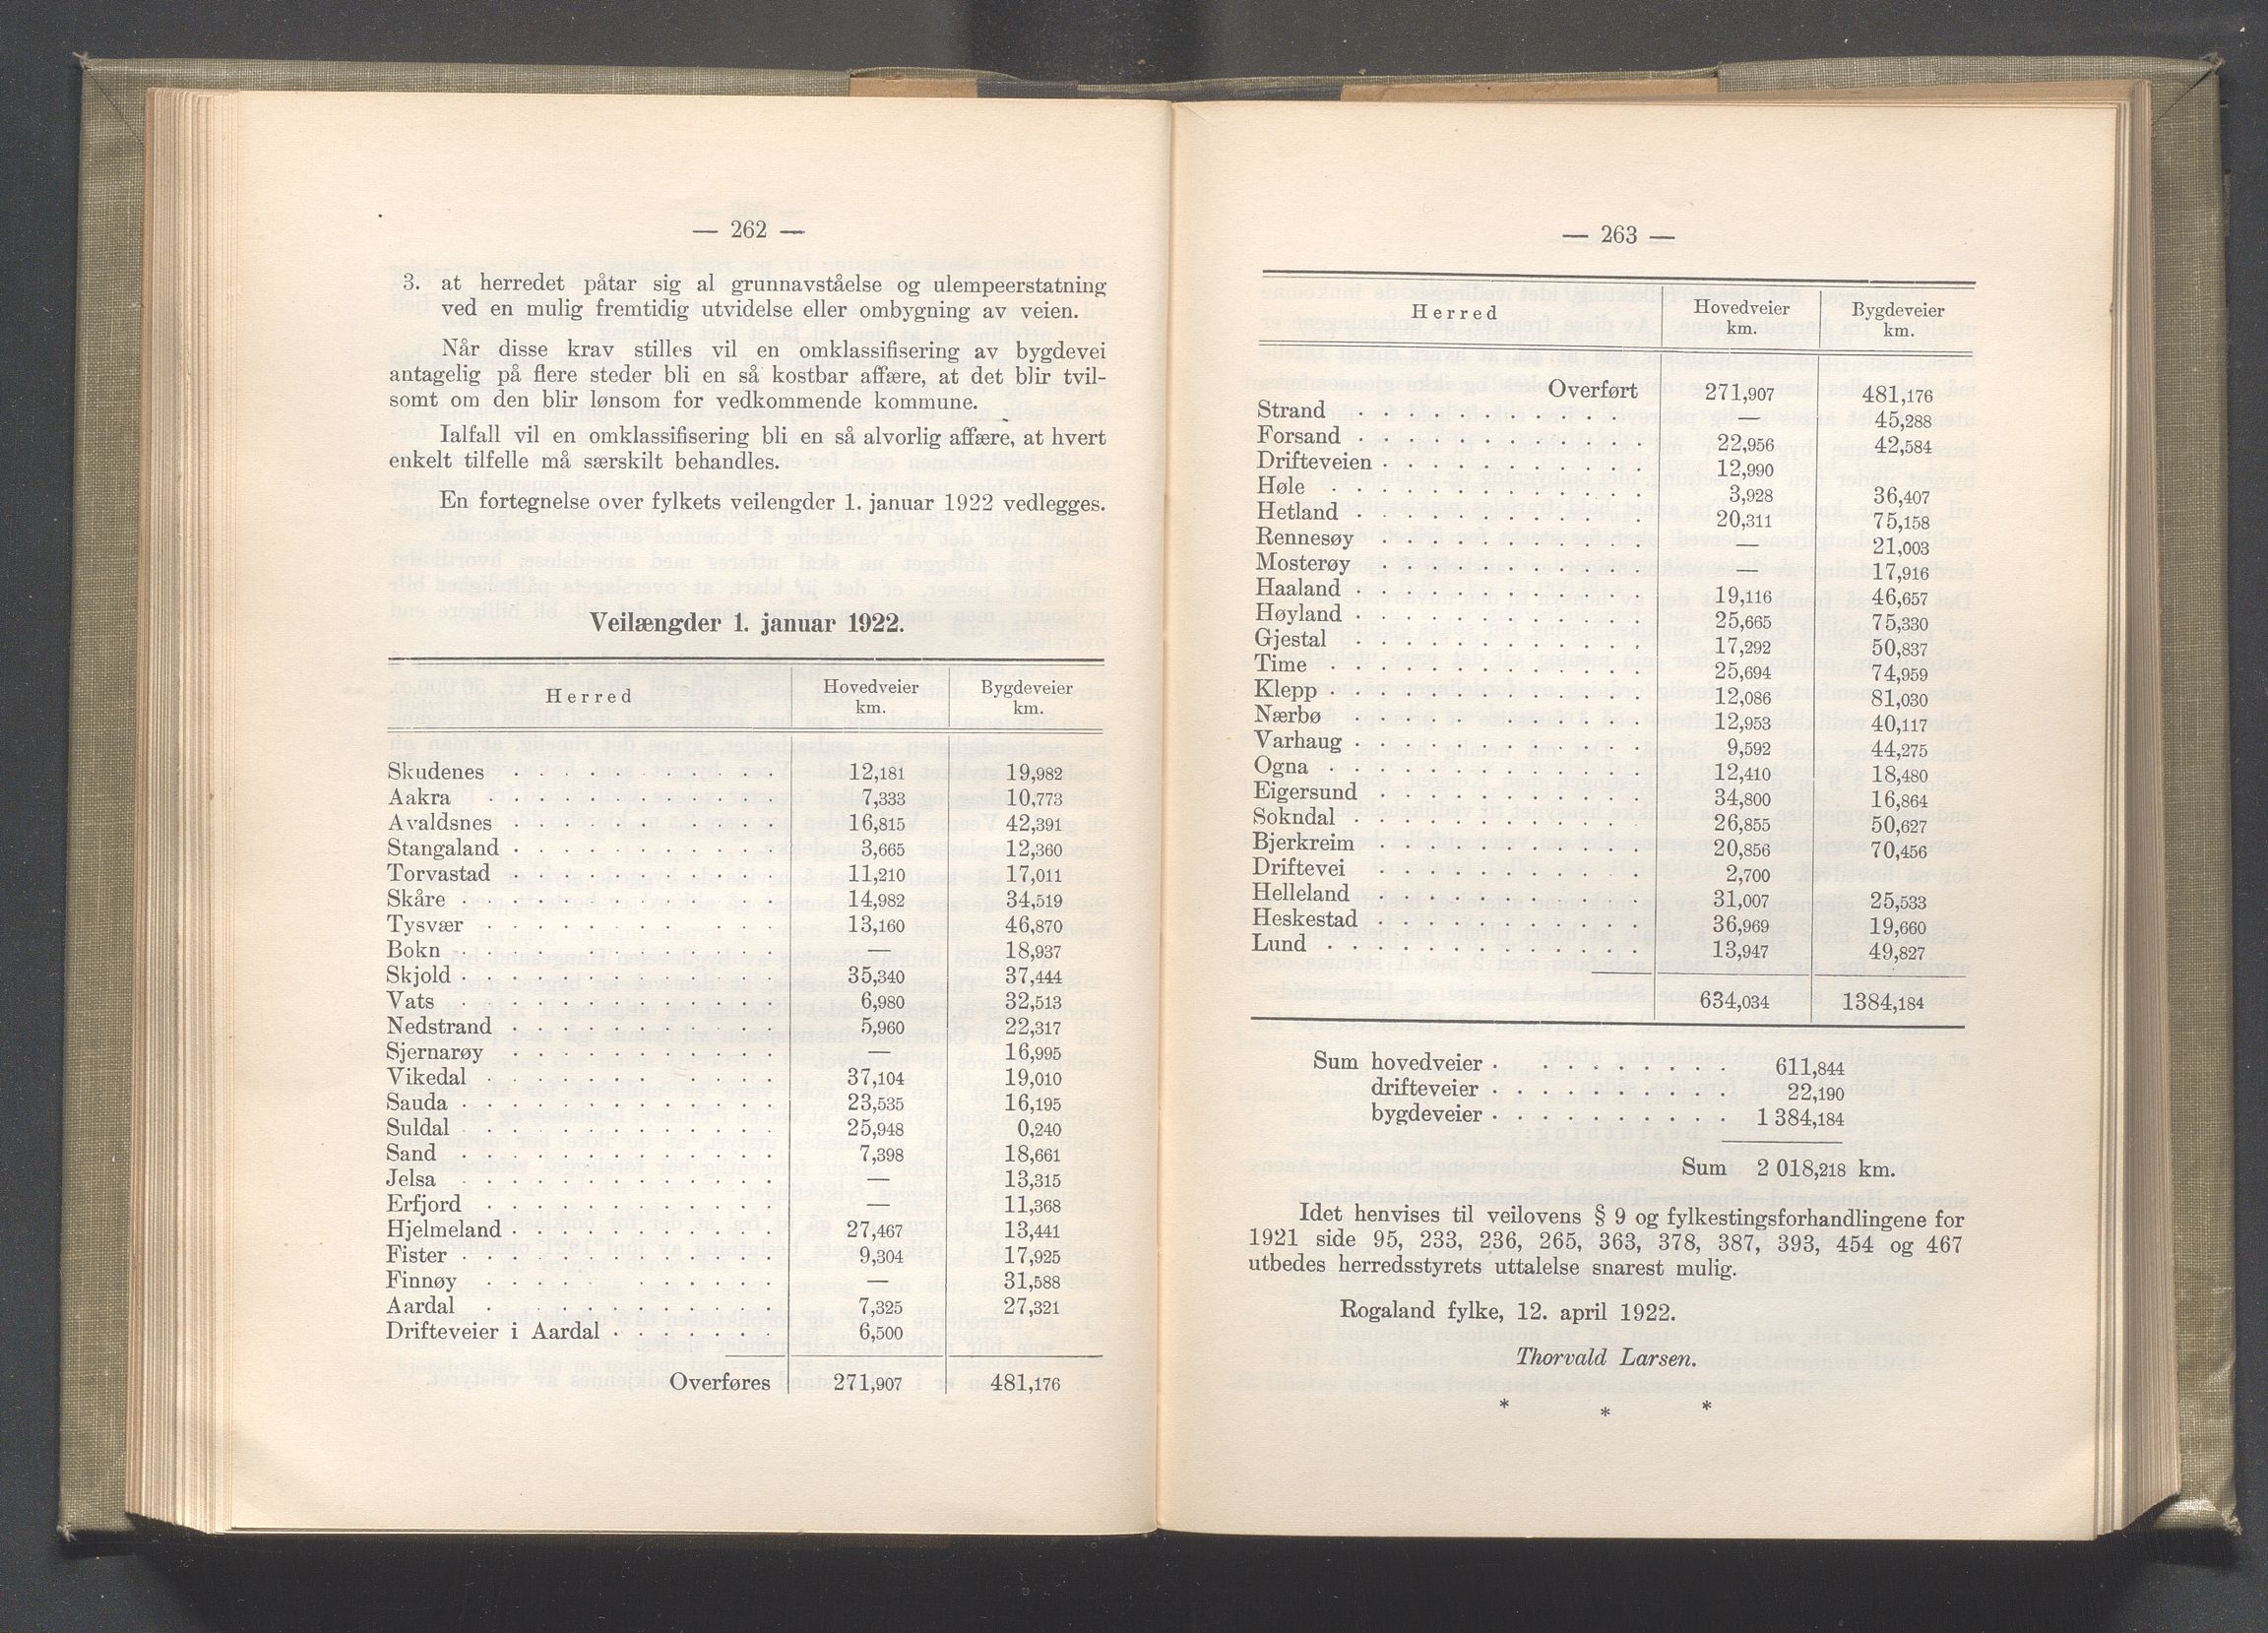 — 262 —
3. at herredet påtar sig al grunnavståelse og ulempeerstatning
ved en mulig fremtidig utvidelse eller ombygning av veien.
Når disse krav stilles vil en omklassifisering av bygdevei
antagelig på flere steder bli en så kostbar affære, at det blir tvil-
somt om den blir lønsom for vedkommende kommune.
Ialfall vil en omklassifisering bli en så alvorlig affære, at hvert
enkelt tilfelle må særskilt behandles.
En fortegnelse over fylkets veilengder 1. januar 1922 vedlegges.
Veilængder 1. januar 1922.
Herred Hovedveier km. Bygdeveier km.
Skudenes 12,181 19,982
Aakra 7,333 10,773
Avaldsnes 16,815 42,391
Stangaland 3,665 12,360
Torvastad 11,210 17,011
Skåre 14,982 34,519
Tysvær 13,160 46,870
Bokn — 18,937
Skjold 35,340 37,444
Vats 6,980 32,513
Nedstrand 5,960 22,317
Sjernarøy — 16,995
Vikedal 37,104 19,010
Sauda 23,535 16,195
Suldal 25,948 0,240
Sand 7,398 18,661
Jelsa — 13,315
Erfjord — 11,368
Hjelmeland 27,467 13,441
Fister 9,304 17,925
Finnøy — 31,588
Aardal 7,325 27,321
Drifteveier i Aardal 6,500
Overføres 271,907 481,176
— 263 —
Herred Hovedveier km. Bygdeveier km.
Overført 271,907 481,176
Strand — 45,288
Forsand 22,956 42,584
Drifteveien 12,990
Høle 3,928 36,407
Hetland 20,311 75,158
Rennesøy — 21,003
Mosterøy — 17,916
Haaland 19,116 46,657
Høyland 25,665 75,330
Gjestal 17,292 50,837
Time 25,694 74,959
Klepp 12,086 81,030
Nærbø 12,953 40,117
Varhaug 9,592 44,275
Ogna 12,410 18,480
Eigersund 34,800 16,864
Sokndal 26,855 50,627
Bjerkreim 20,856 70,456
Driftevei 2,700
Helleland 31,007 25,533
Heskestad 36,969 19,660
Lund 13,947 49,827
634,034 1384,184
Sum hovedveier 611,844
drifteveier 22,190
bygdeveier 1 384,184
Sum 2 018,218 km.
Idet henvises til veilovens § 9 og fylkestingsforhandlingene for
1921 side 95, 233, 236, 265, 363, 378, 387, 393, 454 og 467
utbedes herredsstyrets uttalelse snarest mulig.
Rogaland fylke, 12. april 1922.
Thorvald Larsen.
* * *